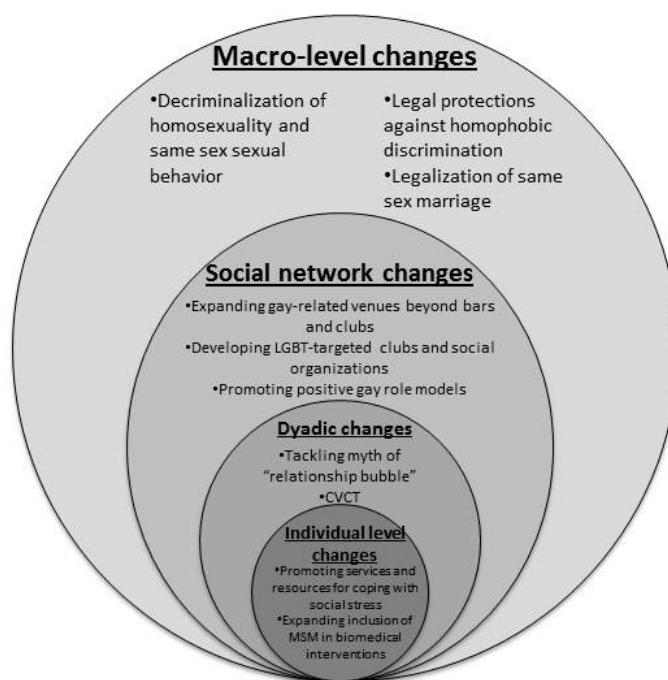 Macro-level changes
•Decriminalization of
homosexuality and
same sex sexual
behavior
•Legal protections
against homophobic
discrimination
•Legalization of same
sex marriage
Social network changes
•Expanding gay-related venues beyond bars
and clubs
•Developing LGBT-targeted clubs and social
organizations
•Promoting positive gay role models
Dyadic changes
•Tackling myth of
“relationship bubble”
•CVCT
Individual level
changes
•Promoting services and
resources for coping with
social stress
•Expanding inclusion of
MSM in biomedical
interventions